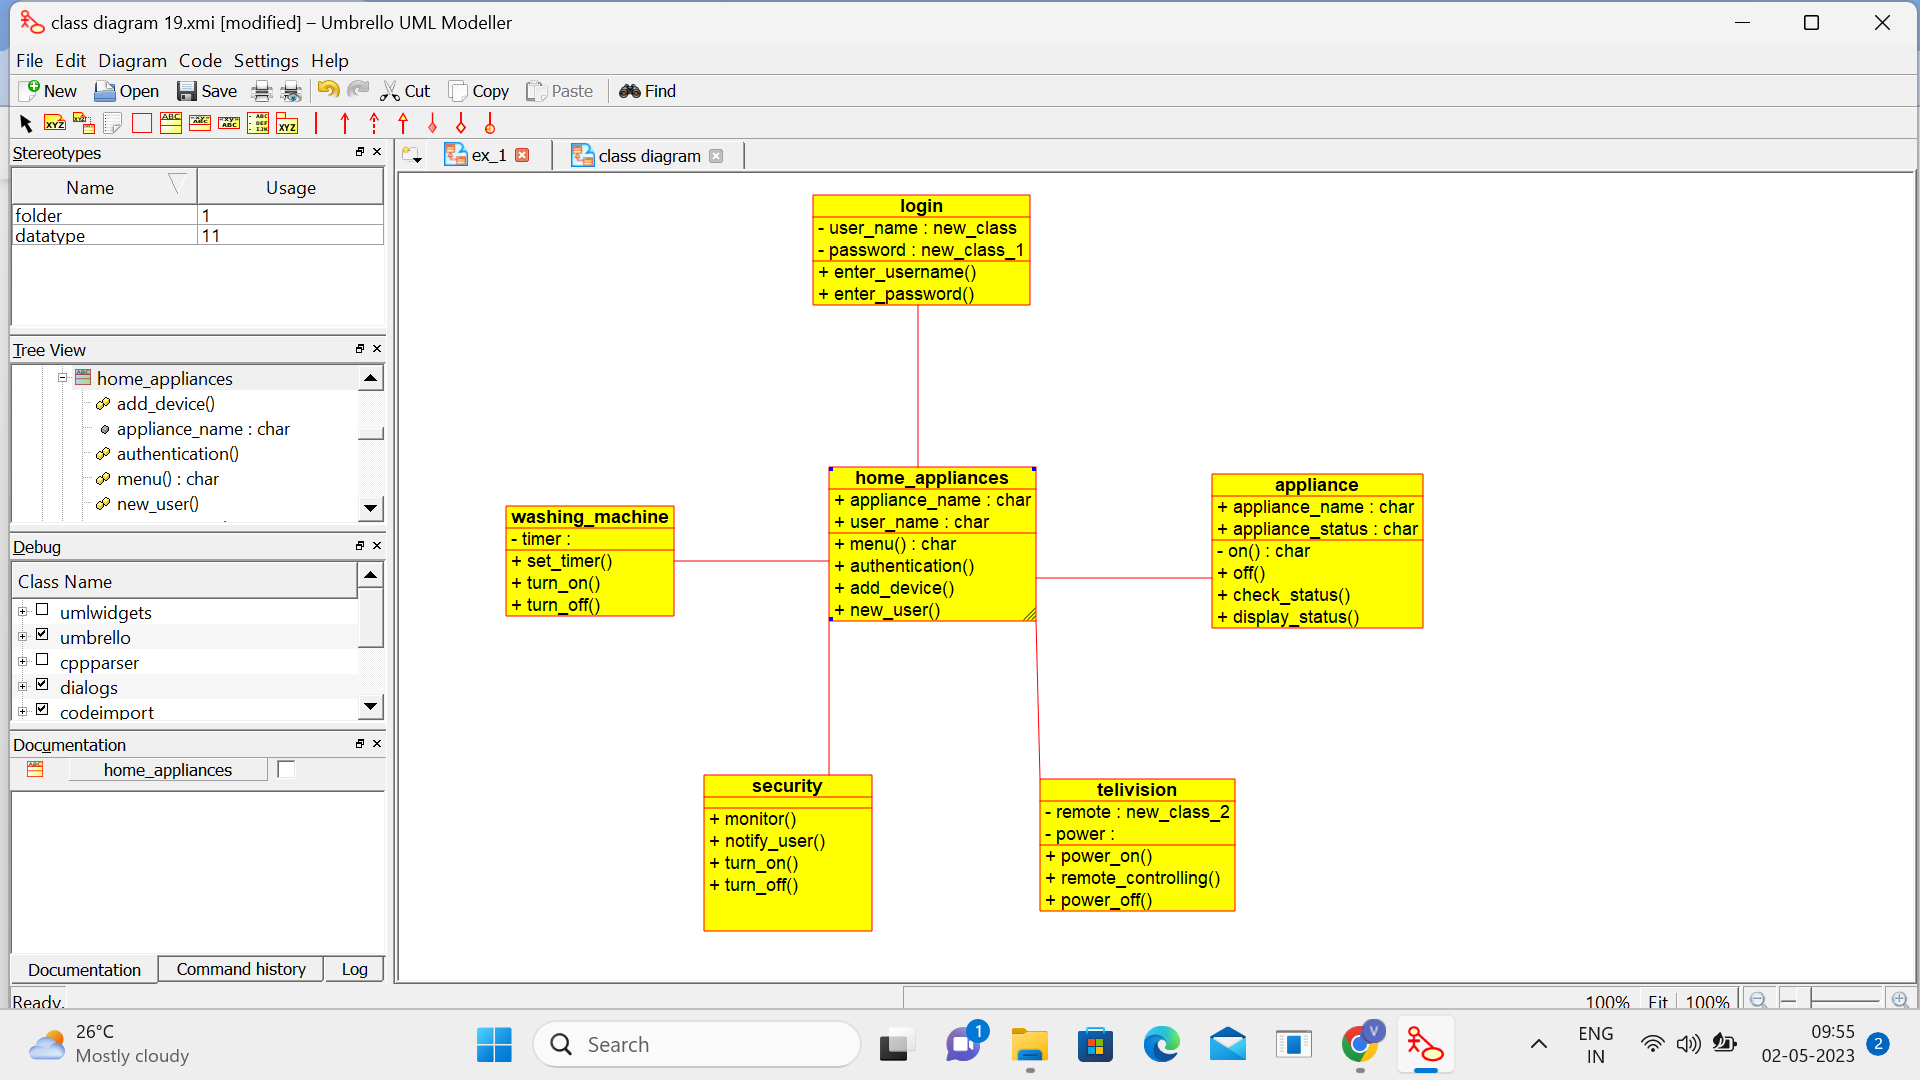 class diagram 19.xmi [modified] – Umbrello UML Modeller
File Edit Diagram Code Settings Help
New Open Save Cut Copy Paste Find
Stereotypes
Name Usage
folder 1
datatype 11
Tree View
home_appliances
add_device()
appliance_name : char
authentication()
menu() : char
new_user()
Debug
Class Name
umlwidgets
umbrello
cppparser
dialogs
codeimport
Documentation
home_appliances
Documentation Command history Log
Ready.
ex_1 class diagram
login
- user_name : new_class
- password : new_class_1
+ enter_username()
+ enter_password()
washing_machine
- timer :
+ set_timer()
+ turn_on()
+ turn_off()
home_appliances
+ appliance_name : char
+ user_name : char
+ menu() : char
+ authentication()
+ add_device()
+ new_user()
appliance
+ appliance_name : char
+ appliance_status : char
- on() : char
+ off()
+ check_status()
+ display_status()
security
+ monitor()
+ notify_user()
+ turn_on()
+ turn_off()
telivision
- remote : new_class_2
- power :
+ power_on()
+ remote_controlling()
+ power_off()
100% Fit 100%
26°C
Mostly cloudy
Search
1
V
ENG
IN
09:55
02-05-2023
2